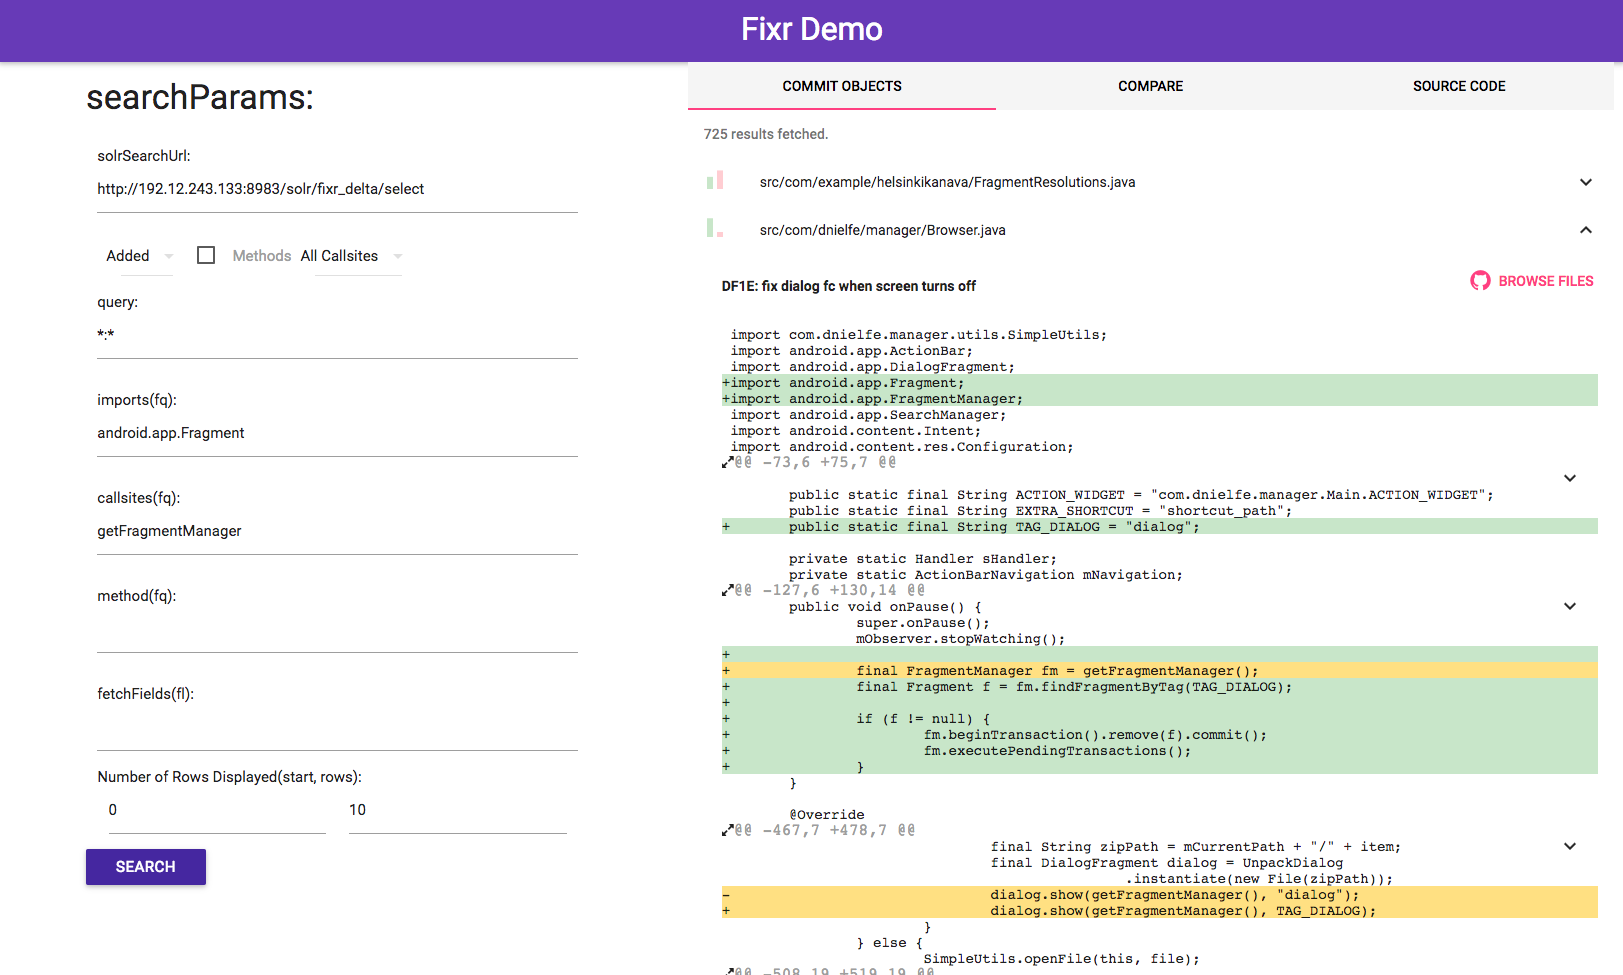 Fixr Demo
searchParams:
solrSearchUrl:
http://192.12.243.133:8983/solr/fixr_delta/select
Added Methods All Callsites
query:
*:*
imports(fq):
android.app.Fragment
callsites(fq):
getFragmentManager
method(fq):
fetchFields(fl):
Number of Rows Displayed(start, rows):
0 10
SEARCH
COMMIT OBJECTS COMPARE SOURCE CODE
725 results fetched.
src/com/example/helsinkikanava/FragmentResolutions.java
src/com/dnielfe/manager/Browser.java
DF1E: fix dialog fc when screen turns off
BROWSE FILES
import com.dnielfe.manager.utils.SimpleUtils;
import android.app.ActionBar;
import android.app.DialogFragment;
+import android.app.Fragment;
+import android.app.FragmentManager;
import android.app.SearchManager;
import android.content.Intent;
import android.content.res.Configuration;
@@ -73,6 +75,7 @@
public static final String ACTION_WIDGET = "com.dnielfe.manager.Main.ACTION_WIDGET";
public static final String EXTRA_SHORTCUT = "shortcut_path";
+ public static final String TAG_DIALOG = "dialog";
private static Handler sHandler;
private static ActionBarNavigation mNavigation;
@@ -127,6 +130,14 @@
public void onPause() {
super.onPause();
mObserver.stopWatching();
+
+ final FragmentManager fm = getFragmentManager();
+ final Fragment f = fm.findFragmentByTag(TAG_DIALOG);
+
+ if (f != null) {
+ fm.beginTransaction().remove(f).commit();
+ fm.executePendingTransactions();
+ }
}
@Override
@@ -467,7 +478,7 @@
final String zipPath = mCurrentPath + "/" + item;
final DialogFragment dialog = UnpackDialog
.instantiate(new File(zipPath));
- dialog.show(getFragmentManager(), "dialog");
+ dialog.show(getFragmentManager(), TAG_DIALOG);
}
} else {
SimpleUtils.openFile(this, file);
@@ -508,19 +519,19 @@